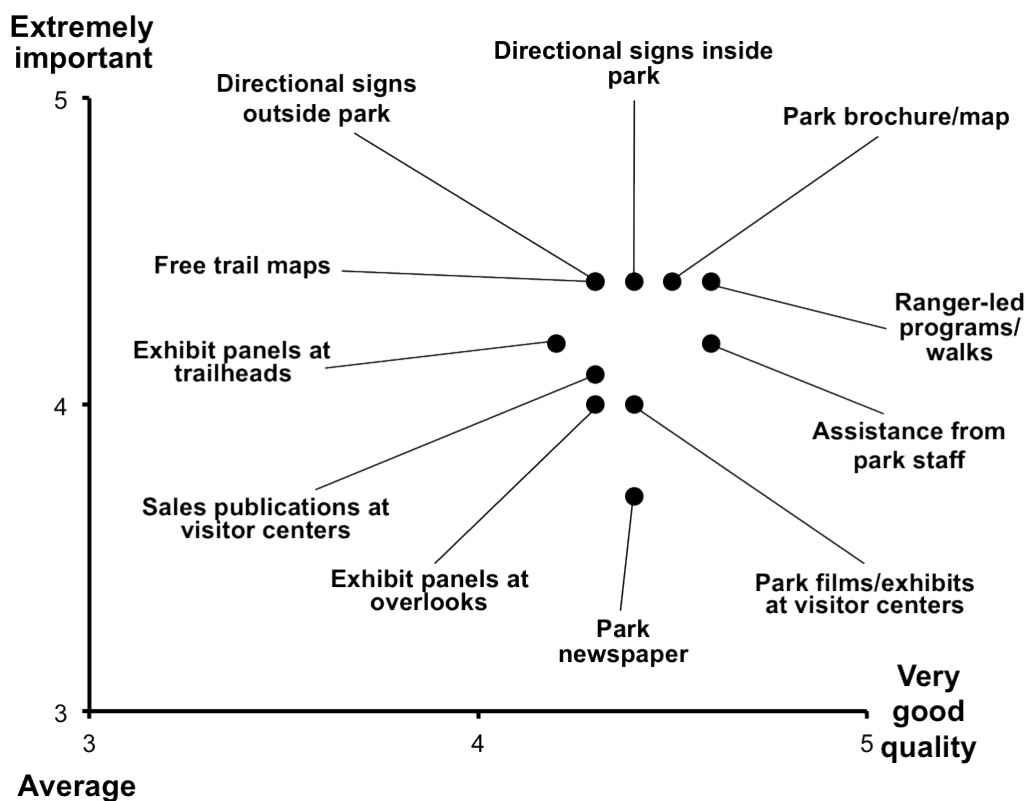 Extremely
important
Directional signs inside
park
Directional signs
outside park
Park brochure/map
5
Free trail maps
Ranger-led
programs/
walks
Exhibit panels at
trailheads
4
Assistance from
park staff
Sales publications at
visitor centers
Exhibit panels at
overlooks
Park films/exhibits
at visitor centers
Park
newspaper
Very
good
quality
3
3
4
5
Average